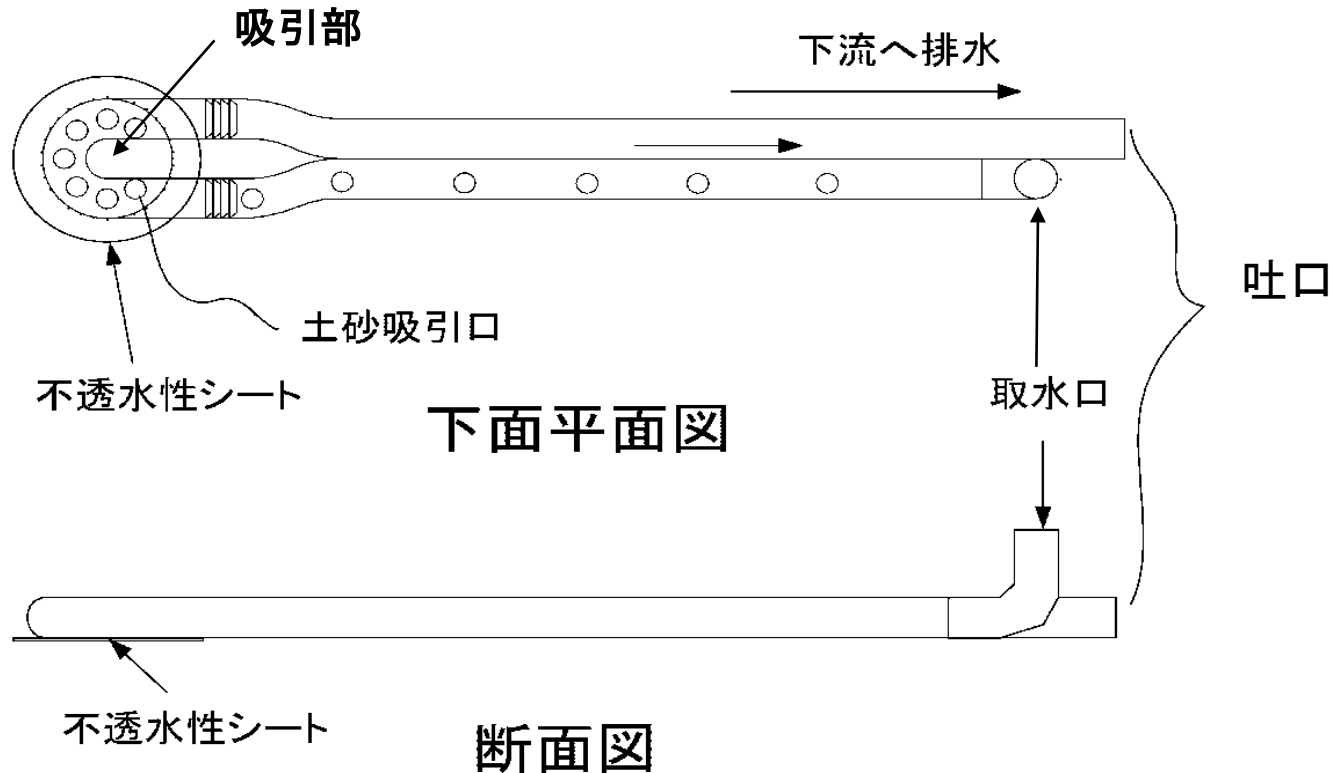 吸引部
下流へ排水
吐口
土砂吸引口
不透水性シート
取水口
下面平面図
不透水性シート
断面図